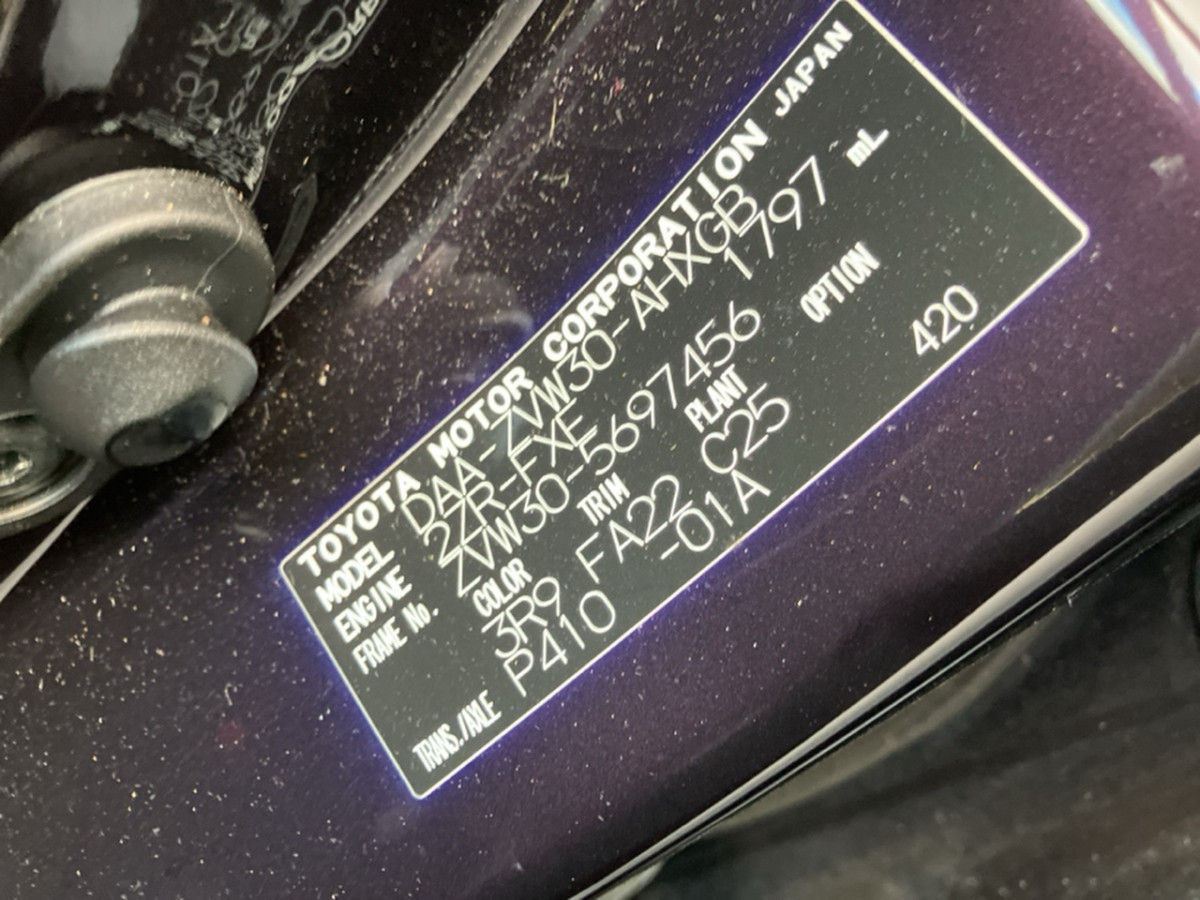 TOYOTA MOTOR CORPORATION JAPAN
MODEL DAA-ZVW30-AHXGB
ENGINE 2ZR-FXE 1797 mL
FRAME No. ZVW30-5697456
COLOR TRIM PLANT OPTION
3R9 FA22 C25 420
TRANS./AXLE P410 -01A